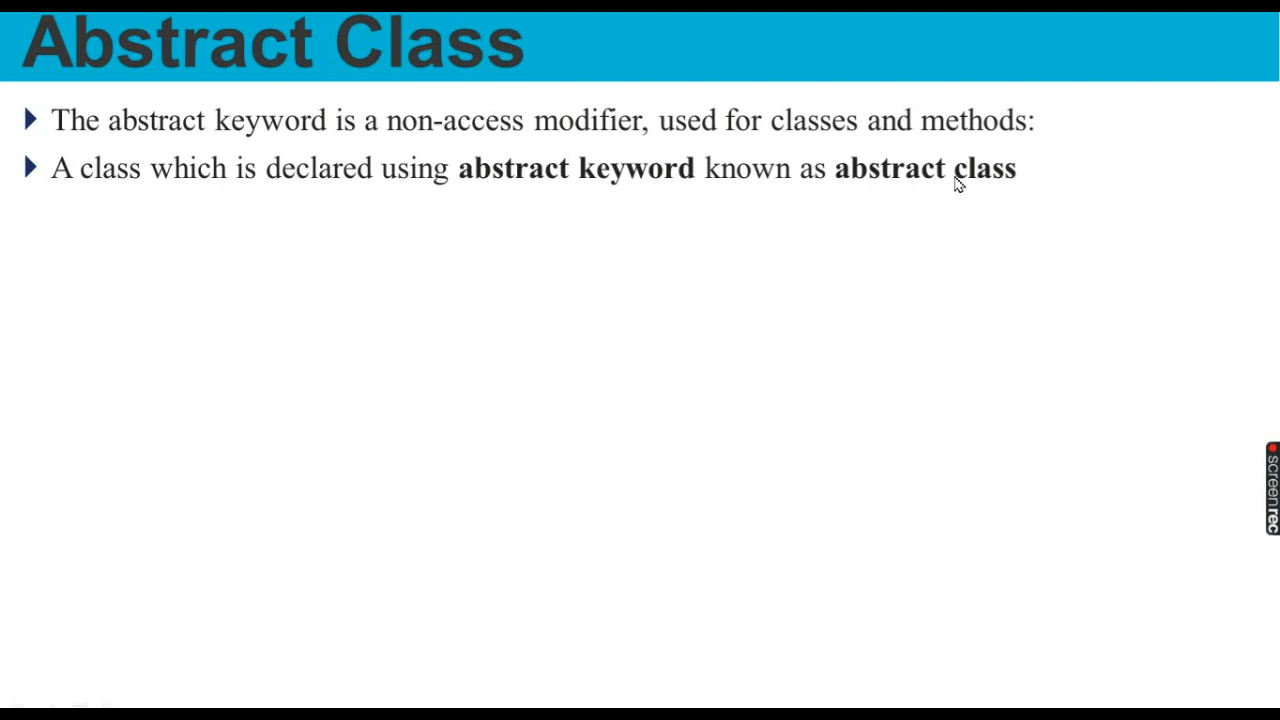 Abstract Class
The abstract keyword is a non-access modifier, used for classes and methods:
A class which is declared using abstract keyword known as abstract class
screenrec